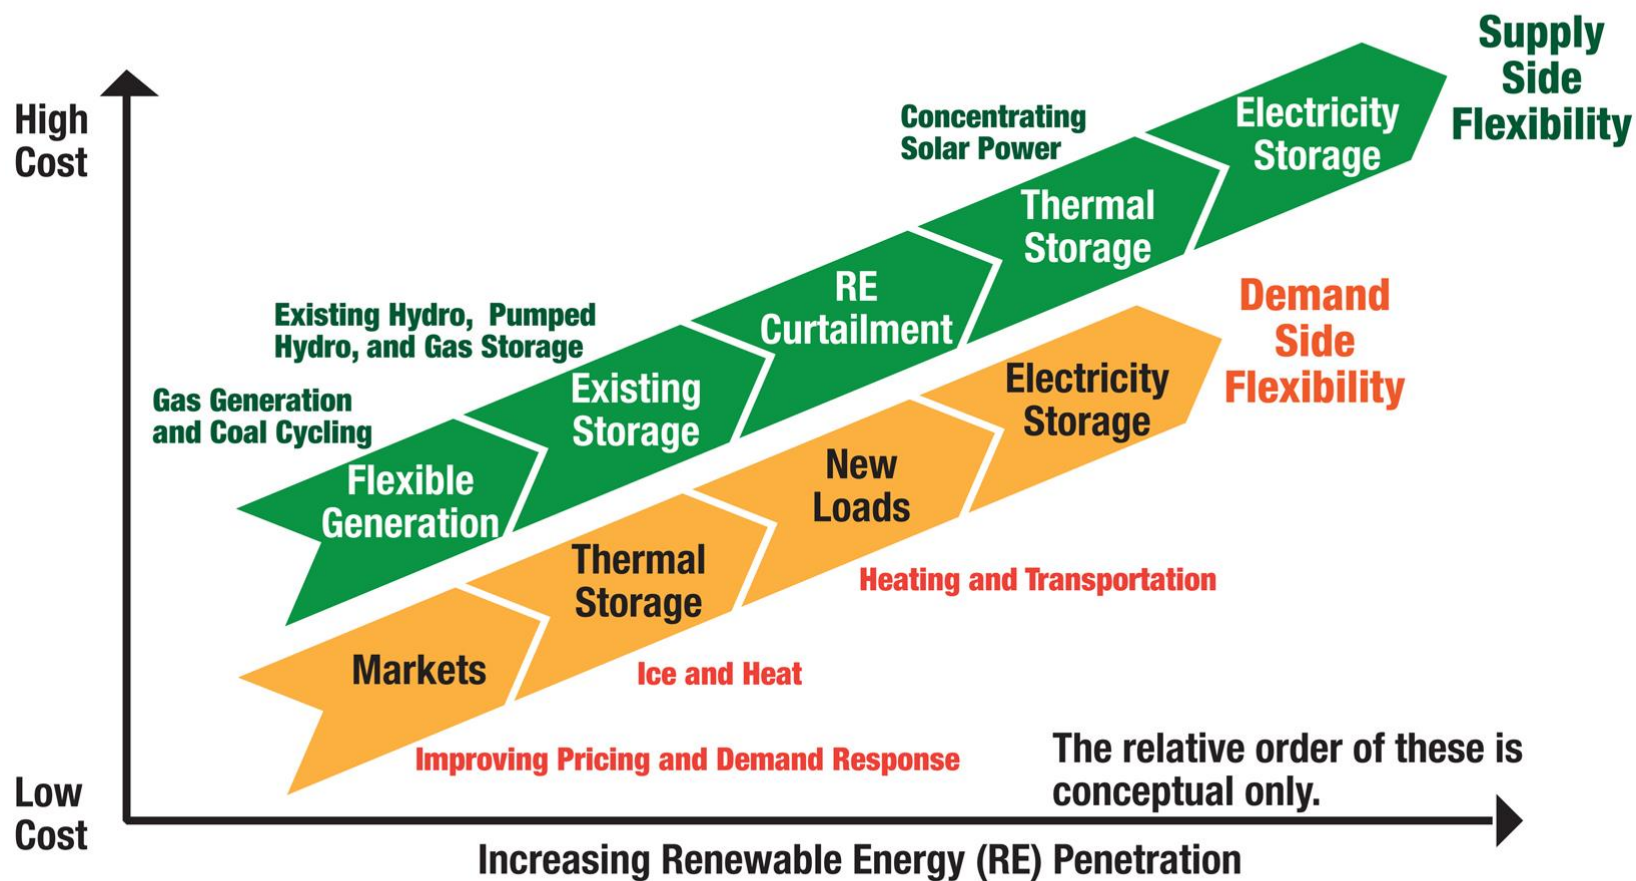 Supply
Side
Flexibility
High
Cost
Concentrating
Solar Power
Electricity
Storage
Thermal
Storage
RE
Curtailment
Existing Hydro, Pumped
Hydro, and Gas Storage
Existing
Storage
Gas Generation
and Coal Cycling
Flexible
Generation
Demand
Side
Flexibility
Electricity
Storage
New
Loads
Heating and Transportation
Thermal
Storage
Ice and Heat
Markets
Improving Pricing and Demand Response
The relative order of these is
conceptual only.
Low
Cost
Increasing Renewable Energy (RE) Penetration